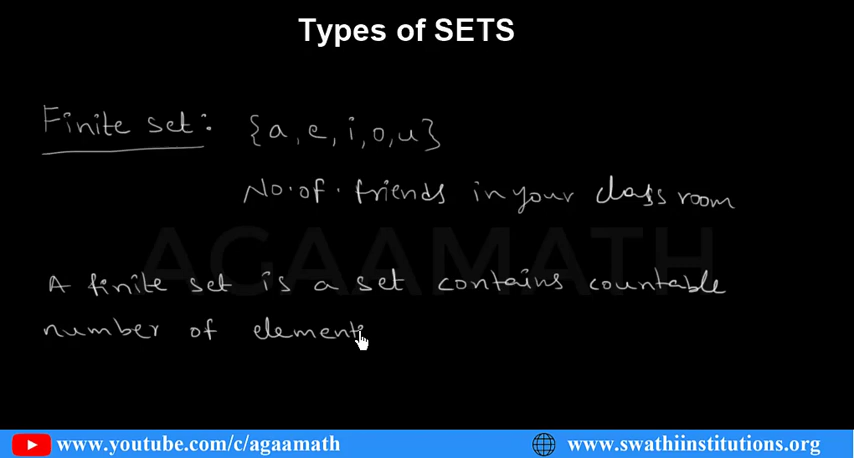 Types of SETS
Finite set: {a, e, i, o, u}
No. of. friends in your class room
AGAAMATH
A finite set is a set contains countable
number of element
www.youtube.com/c/agaamath
www.swathiinstitutions.org